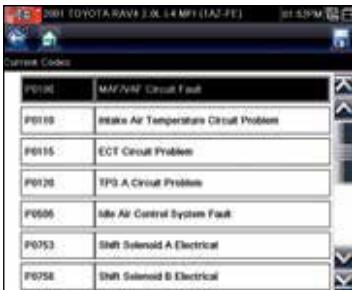 2001 TOYOTA RAV4 2.0L L4 MFI (1AZ-FE) 01:52PM
Current Codes
P0100 MAF/VAF Circuit Fault
P0110 Intake Air Temperature Circuit Problem
P0115 ECT Circuit Problem
P0120 TPS A Circuit Problem
P0505 Idle Air Control System Fault
P0753 Shift Solenoid A Electrical
P0758 Shift Solenoid B Electrical